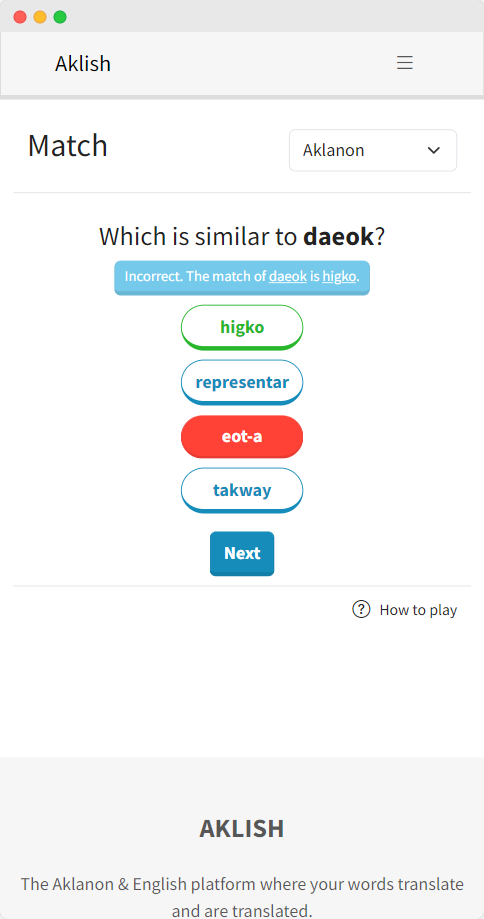 Aklish
Match
Aklanon
Which is similar to daeok?
Incorrect. The match of daeok is higko.
higko
representar
eot-a
takway
Next
How to play
AKLISH
The Aklanon & English platform where your words translate
and are translated.